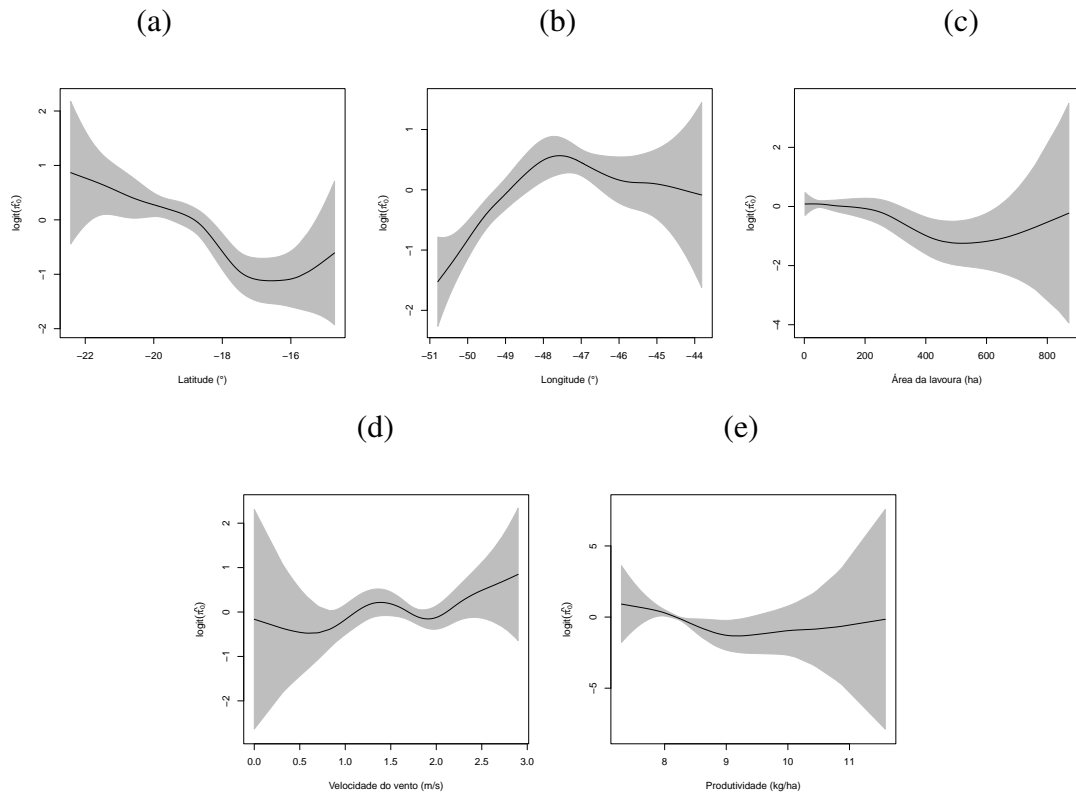 (a) (b) (c)
logit(π̂₀)
2
1
0
−1
−2
−22 −20 −18 −16
Latitude (°)
logit(π̂₀)
1
0
−1
−2
−51 −50 −49 −48 −47 −46 −45 −44
Longitude (°)
logit(π̂₀)
2
0
−2
−4
0 200 400 600 800
Área da lavoura (ha)
(d) (e)
logit(π̂₀)
2
1
0
−1
−2
0.0 0.5 1.0 1.5 2.0 2.5 3.0
Velocidade do vento (m/s)
logit(π̂₀)
5
0
−5
8 9 10 11
Produtividade (kg/ha)